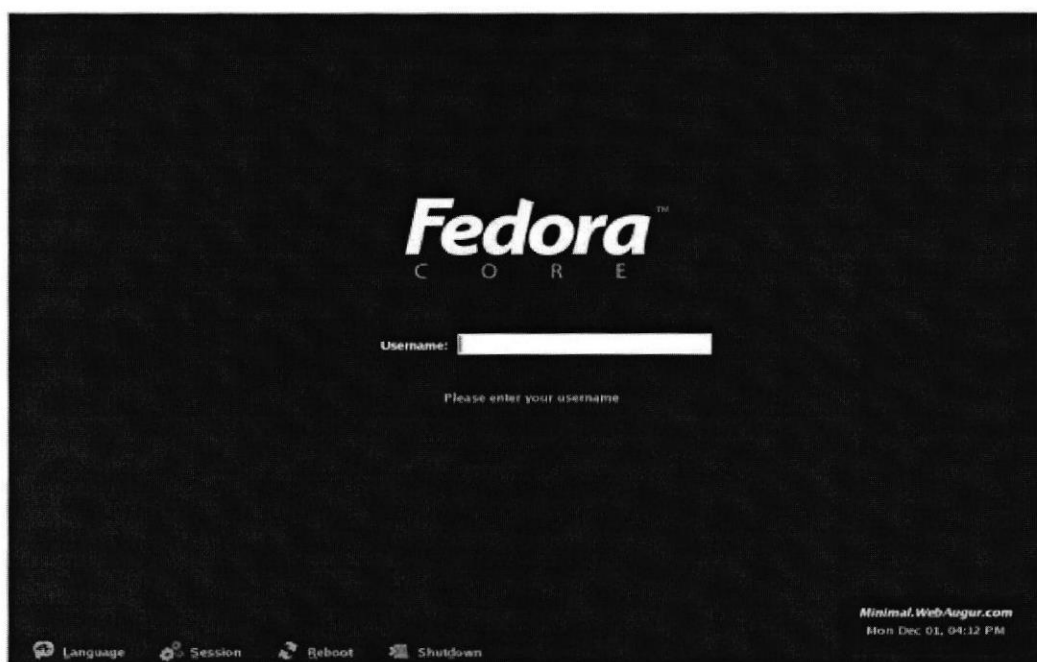 Fedora™
CORE
Username:
Please enter your username
Minimal.WebAugur.com
Mon Dec 01, 04:12 PM
Language Session Reboot Shutdown